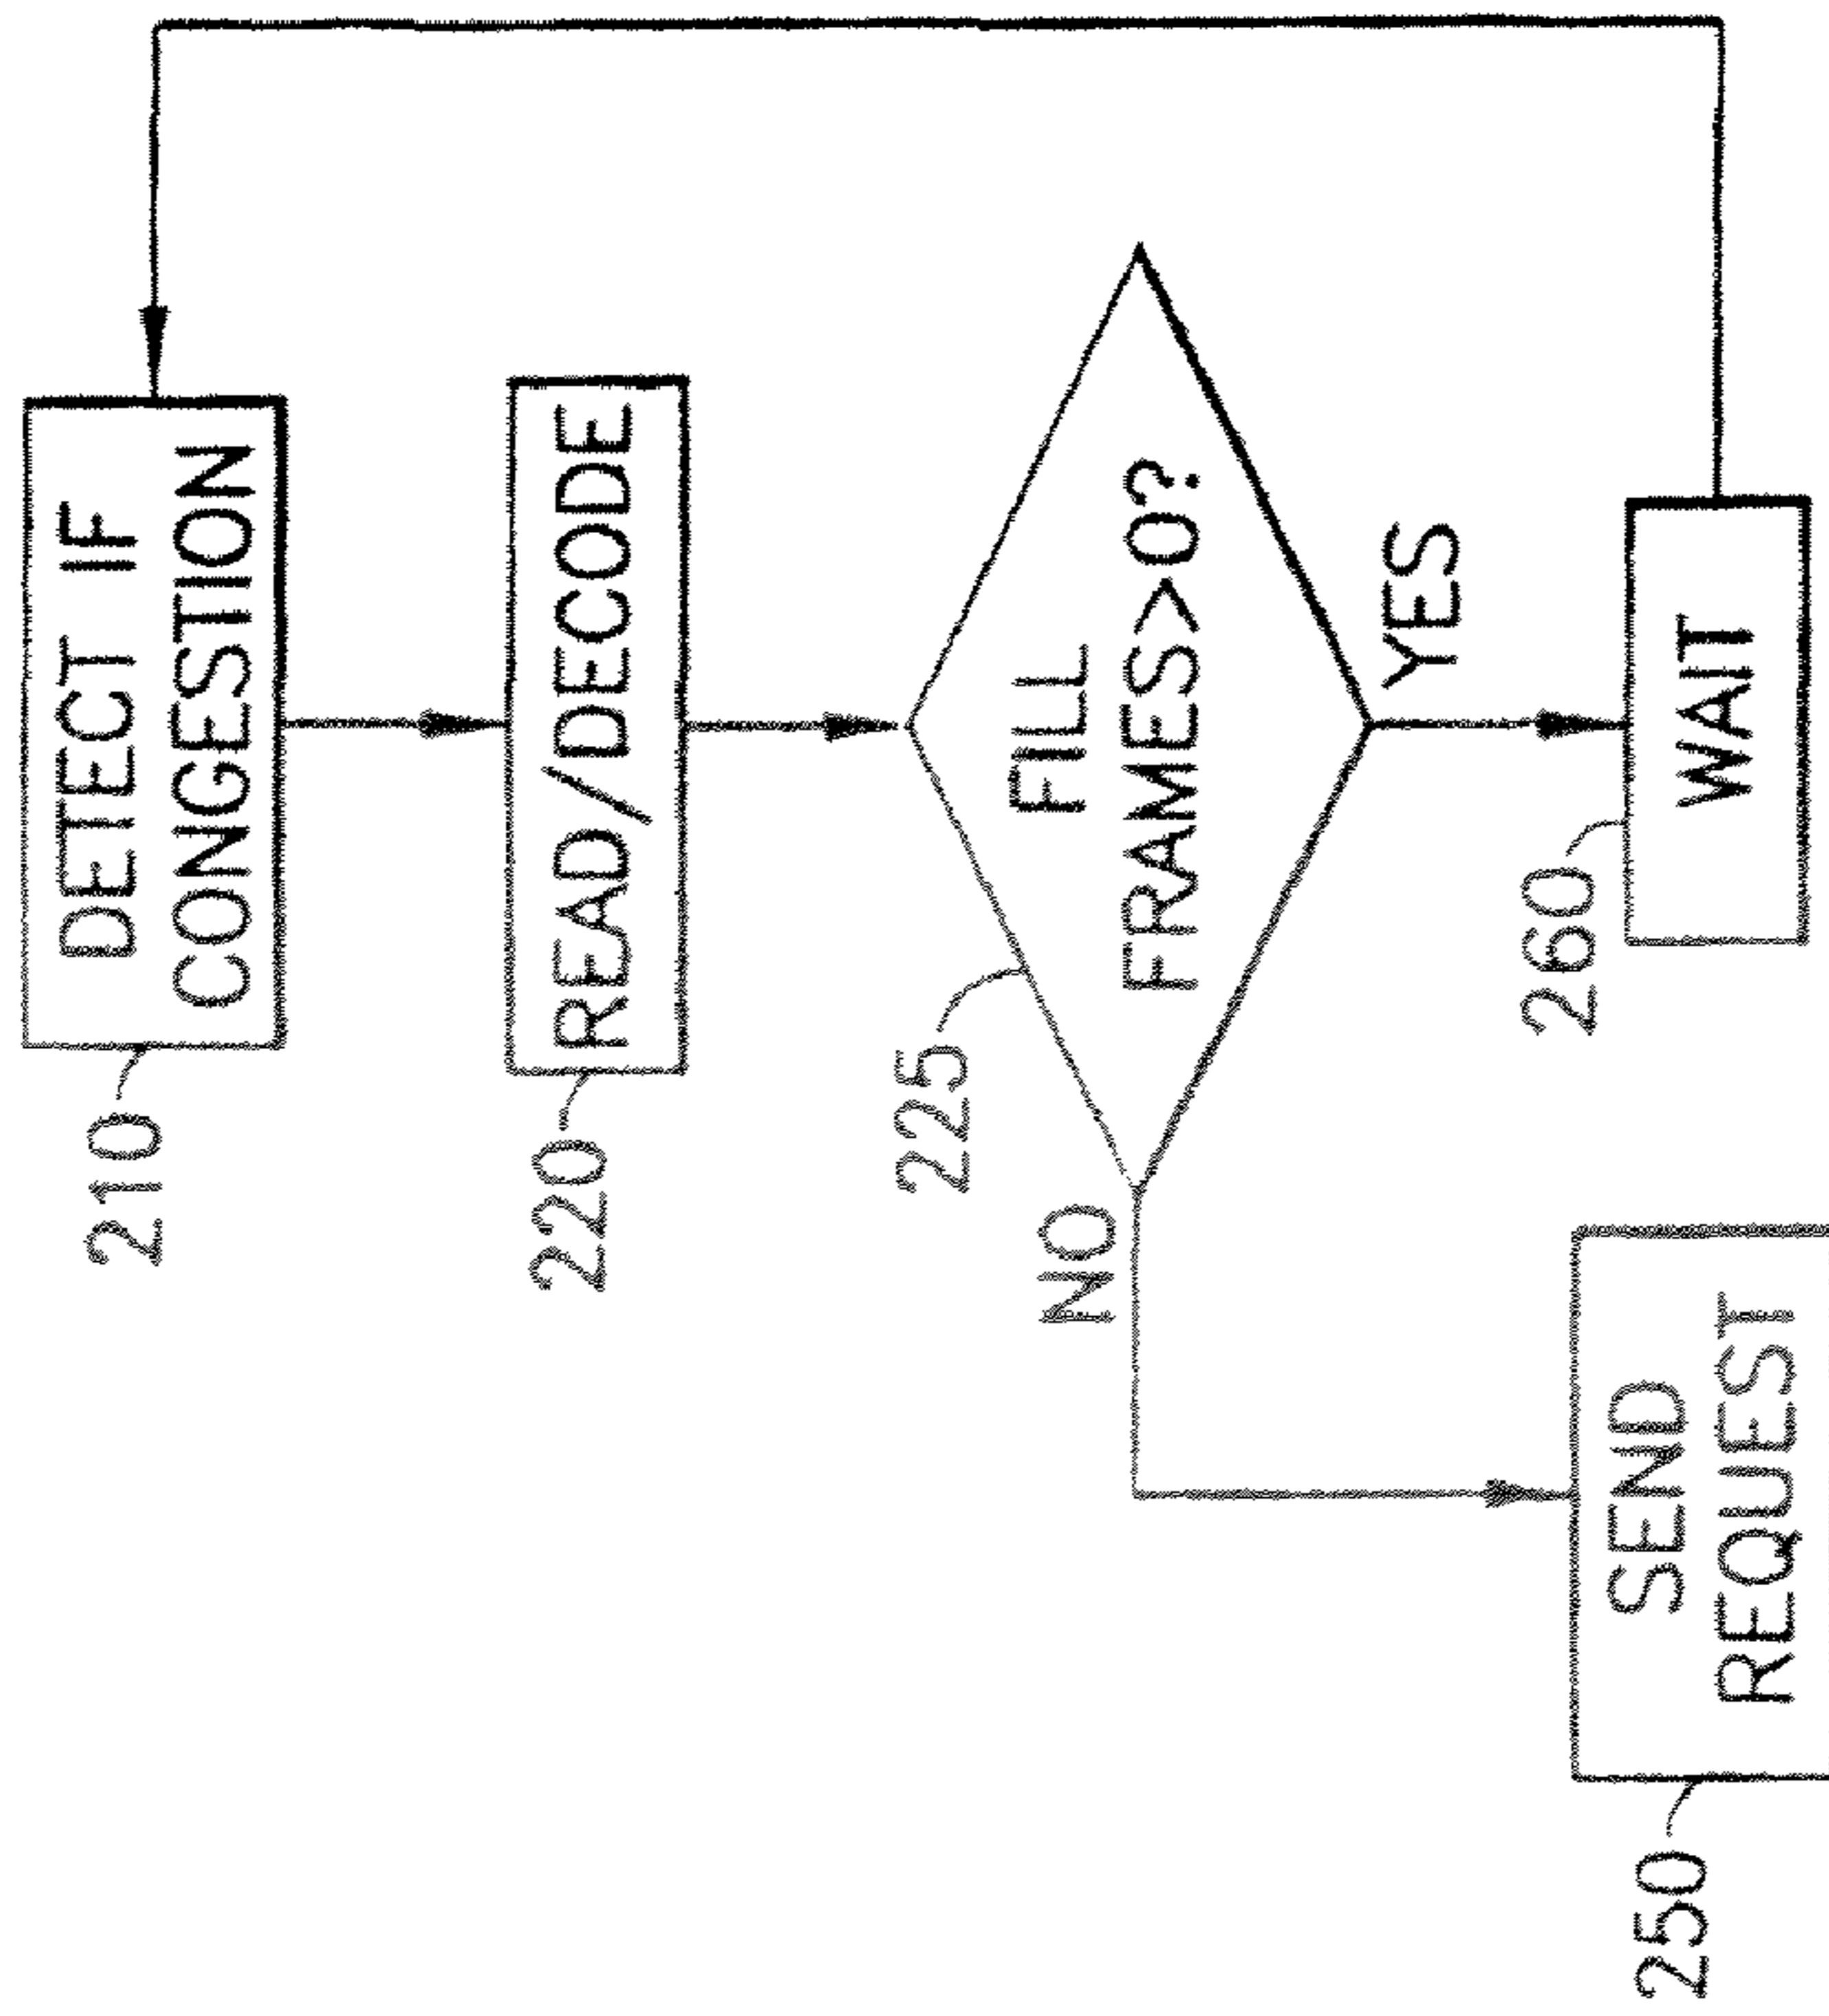 DETECT IF
CONGESTION
210
READ/DECODE
220
FILL
FRAMES>0?
225
NO
YES
SEND
REQUEST
250
WAIT
260